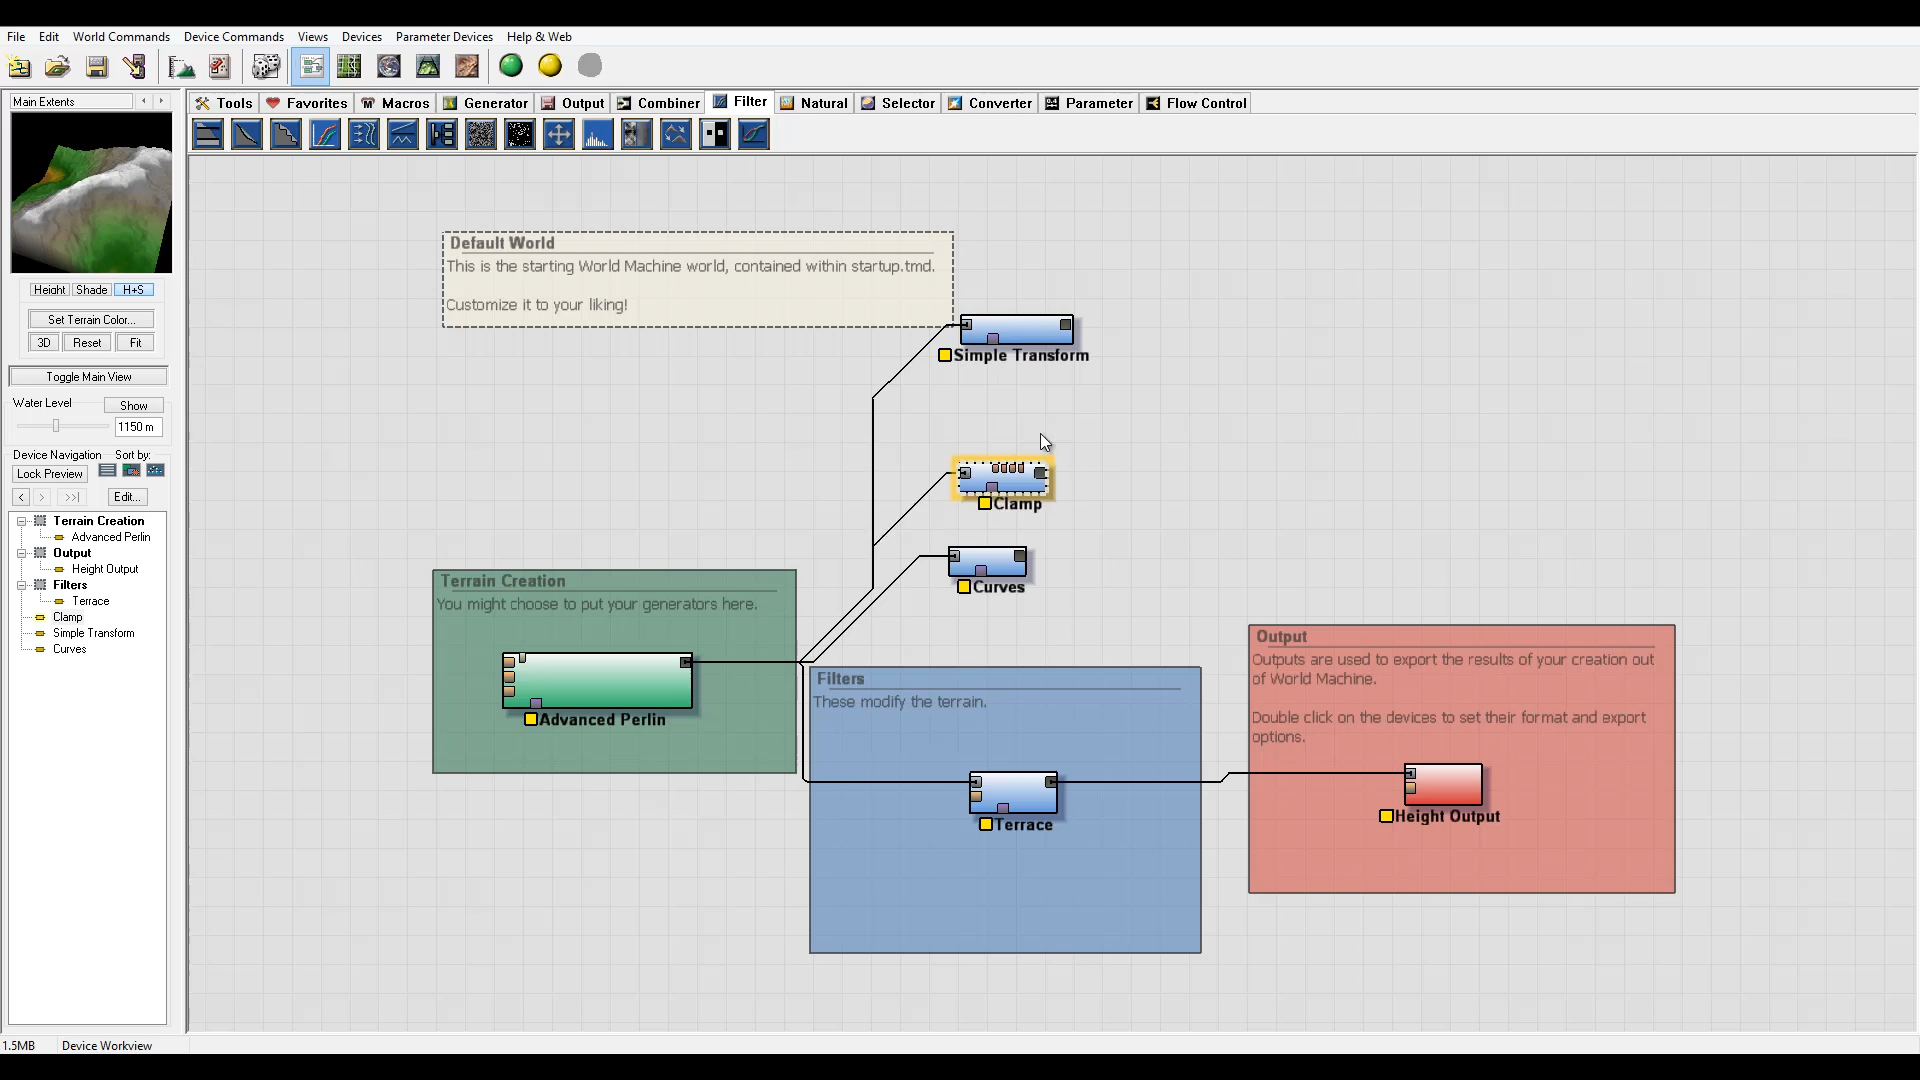 File Edit World Commands Device Commands Views Devices Parameter Devices Help & Web
Main Extents
Tools Favorites Macros Generator Output Combiner Filter Natural Selector Converter Parameter Flow Control
Height Shade H+S
Set Terrain Color...
3D Reset Fit
Toggle Main View
Water Level Show
1150 m
Device Navigation Sort by:
Lock Preview
< > >>| Edit...
Terrain Creation
Advanced Perlin
Output
Height Output
Filters
Terrace
Clamp
Simple Transform
Curves
Default World
This is the starting World Machine world, contained within startup.tmd.
Customize it to your liking!
Simple Transform
Clamp
Curves
Terrain Creation
You might choose to put your generators here.
Advanced Perlin
Filters
These modify the terrain.
Terrace
Output
Outputs are used to export the results of your creation out
of World Machine.
Double click on the devices to set their format and export
options.
Height Output
1.5MB Device Workview